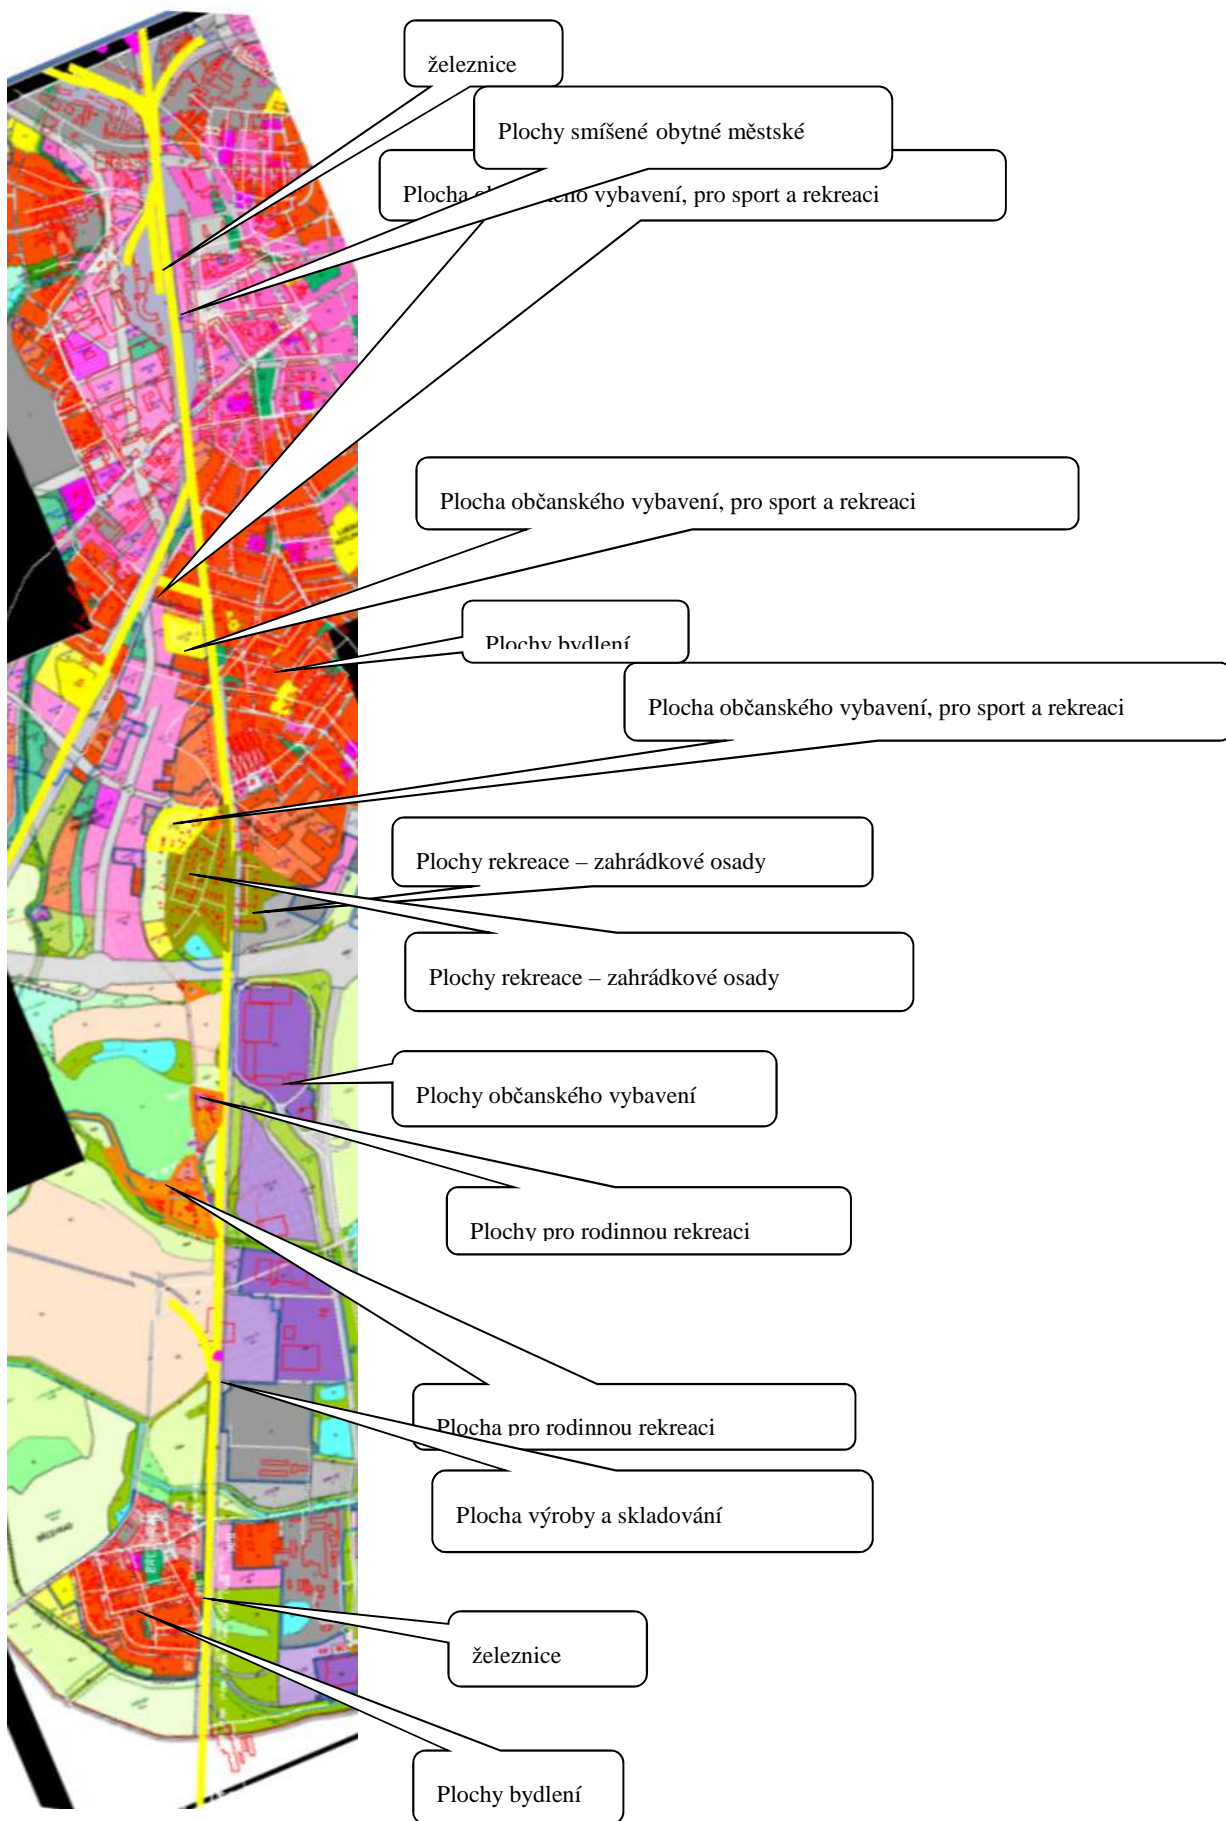 železnice
Plochy smíšené obytné městské
Plocha vybavení, pro sport a rekreaci
Plocha občanského vybavení, pro sport a rekreaci
Plochy bydlení
Plocha občanského vybavení, pro sport a rekreaci
Plochy rekreace – zahrádkové osady
Plochy rekreace – zahrádkové osady
Plochy občanského vybavení
Plochy pro rodinnou rekreaci
Plocha pro rodinnou rekreaci
Plocha výroby a skladování
železnice
Plochy bydlení